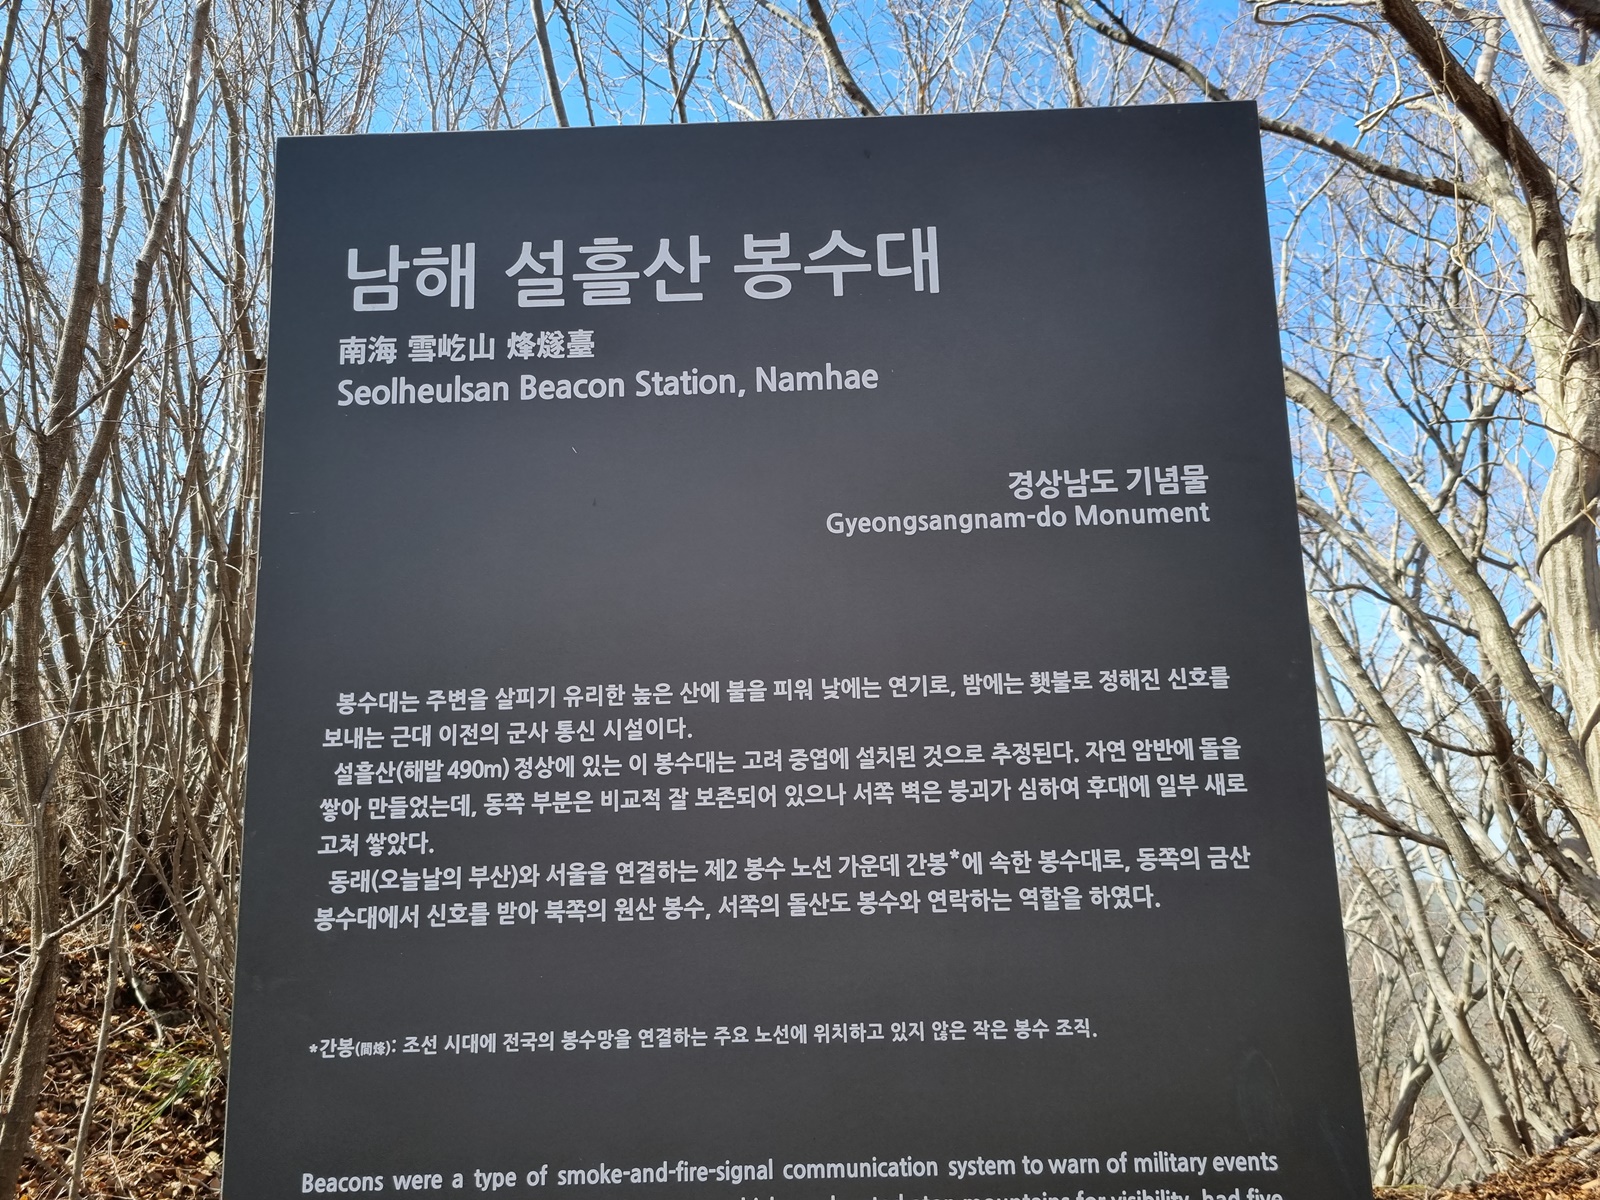 남해 설흘산 봉수대
南海 雪屹山 烽燧臺
Seolheulsan Beacon Station, Namhae
경상남도 기념물
Gyeongsangnam-do Monument
봉수대는 주변을 살피기 유리한 높은 산에 불을 피워 낮에는 연기로, 밤에는 횃불로 정해진 신호를
보내는 근대 이전의 군사 통신 시설이다.
설흘산(해발 490m) 정상에 있는 이 봉수대는 고려 중엽에 설치된 것으로 추정된다. 자연 암반에 돌을
쌓아 만들었는데, 동쪽 부분은 비교적 잘 보존되어 있으나 서쪽 벽은 붕괴가 심하여 후대에 일부 새로
고쳐 쌓았다.
동래(오늘날의 부산)와 서울을 연결하는 제2 봉수 노선 가운데 간봉*에 속한 봉수대로, 동쪽의 금산
봉수대에서 신호를 받아 북쪽의 원산 봉수, 서쪽의 돌산도 봉수와 연락하는 역할을 하였다.
*간봉(間烽): 조선 시대에 전국의 봉수망을 연결하는 주요 노선에 위치하고 있지 않은 작은 봉수 조직.
Beacons were a type of smoke-and-fire-signal communication system to warn of military events
mountains for visibility, had five